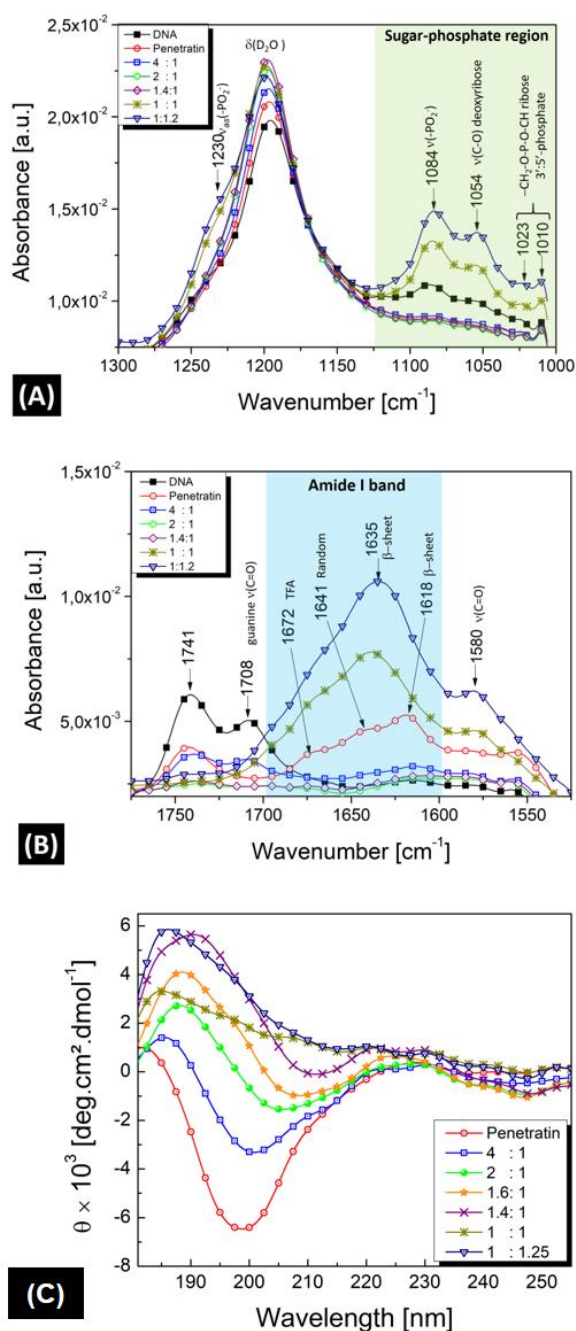 2,5x10⁻²
2,0x10⁻²
1,5x10⁻²
1,0x10⁻²
Absorbance [a.u.]
DNA
Penetratin
4 : 1
2 : 1
1.4:1
1 : 1
1:1.2
δ(D₂O )
1230νas(-PO₂⁻)
Sugar-phosphate region
1084 ν(-PO₂⁻)
1054 ν(C-O) deoxyribose
–CH₂-O-P-O-CH ribose
3':5'-phosphate
1023
1010
1300 1250 1200 1150 1100 1050 1000
Wavenumber [cm⁻¹]
(A)
1,5x10⁻²
1,0x10⁻²
5,0x10⁻³
Absorbance [a.u.]
DNA
Penetratin
4 : 1
2 : 1
1.4:1
1 : 1
1:1.2
Amide I band
1741
1708 guanine ν(C=O)
1672 TFA
1641 Random
1635 β–sheet
1618 β–sheet
1580 ν(C=O)
1750 1700 1650 1600 1550
Wavenumber [cm⁻¹]
(B)
6
4
2
0
-2
-4
-6
-8
θ × 10³ [deg.cm².dmol⁻¹]
Penetratin
4 : 1
2 : 1
1.6: 1
1.4: 1
1 : 1
1 : 1.25
190 200 210 220 230 240 250
Wavelength [nm]
(C)